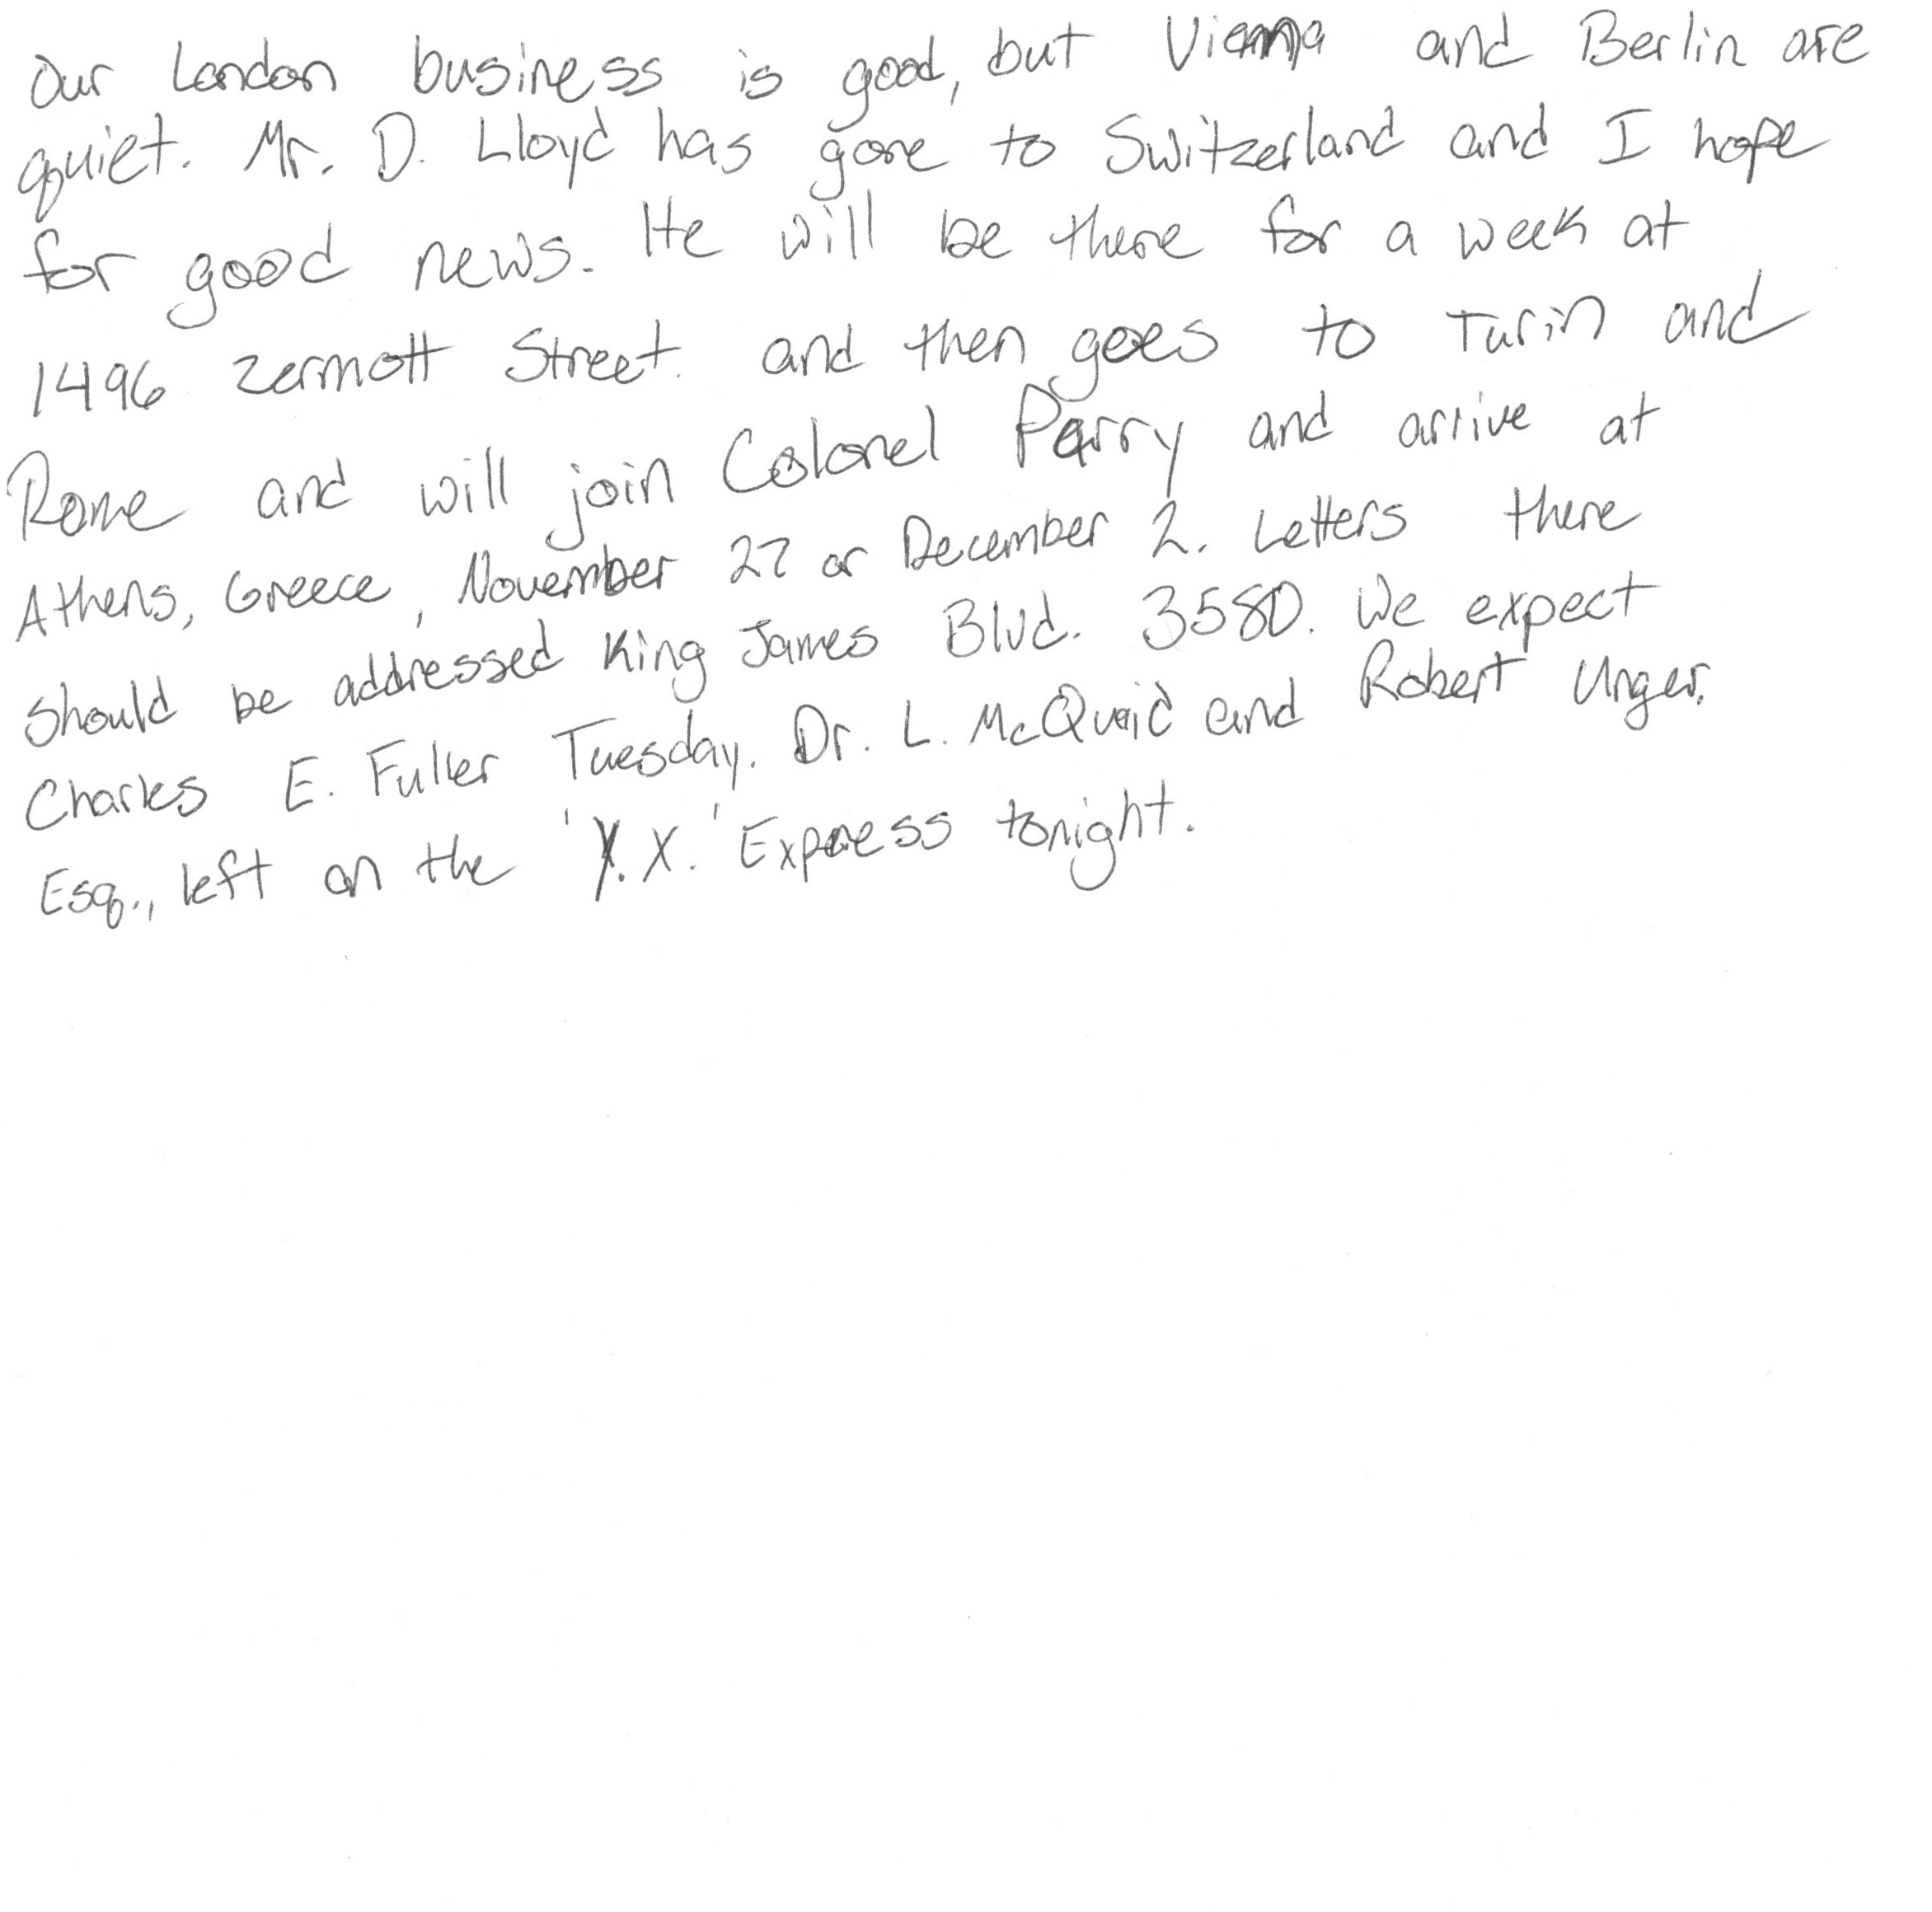 Our London business is good, but Vienna and Berlin are
quiet. Mr. D. Lloyd has gone to Switzerland and I hope
for good news. He will be there for a week at
1496 Zermott Street. and then goes to Turin and
Rome and will join Colonel Parry and arrive at
Athens, Greece, November 27 or December 2. Letters there
should be addressed King James Blvd. 3580. We expect
Charles E. Fuller Tuesday. Dr. L. McQuaid and Robert Unger.
Esq., left on the 'Y.X.' Express tonight.